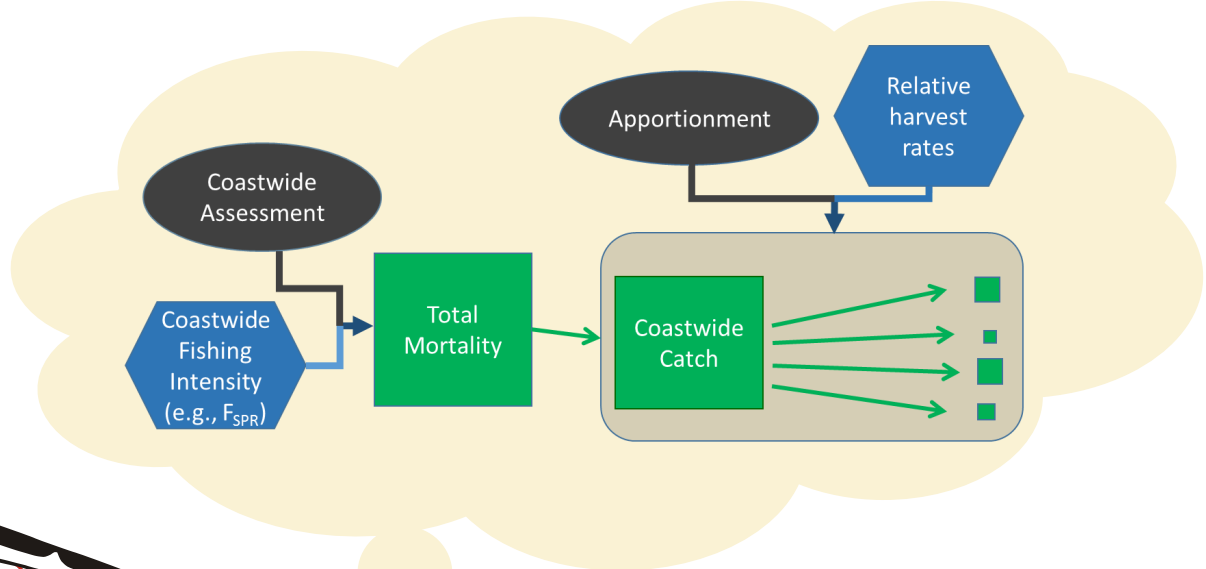 Coastwide
Assessment
Coastwide
Fishing
Intensity
(e.g., FSPR)
Total
Mortality
Apportionment
Relative
harvest
rates
Coastwide
Catch